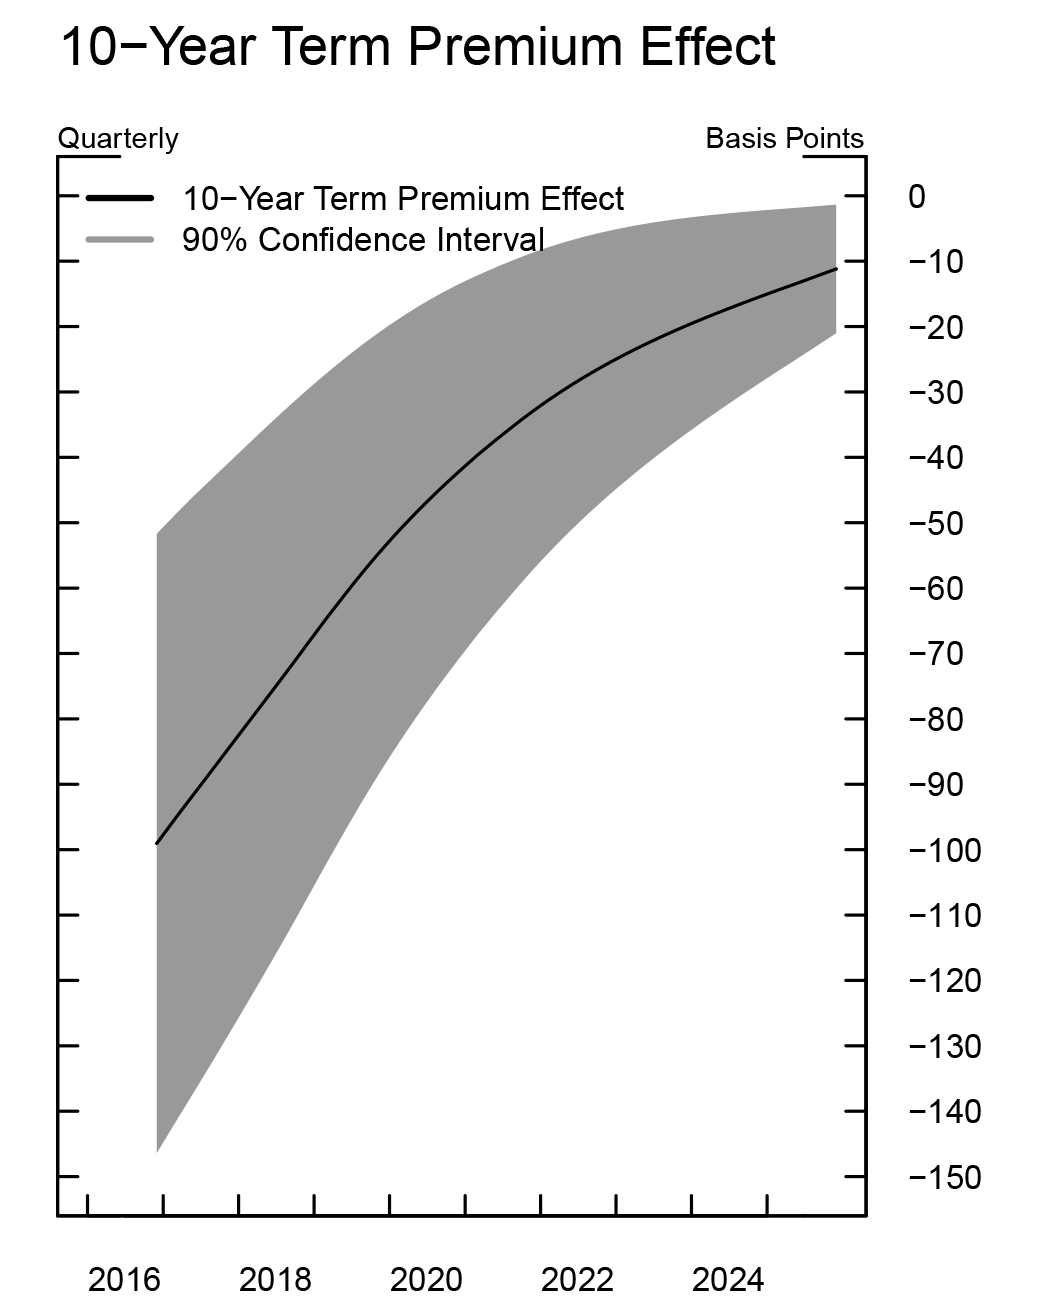 10−Year Term Premium Effect
Quarterly
Basis Points
10−Year Term Premium Effect
90% Confidence Interval
0
−10
−20
−30
−40
−50
−60
−70
−80
−90
−100
−110
−120
−130
−140
−150
2016 2018 2020 2022 2024